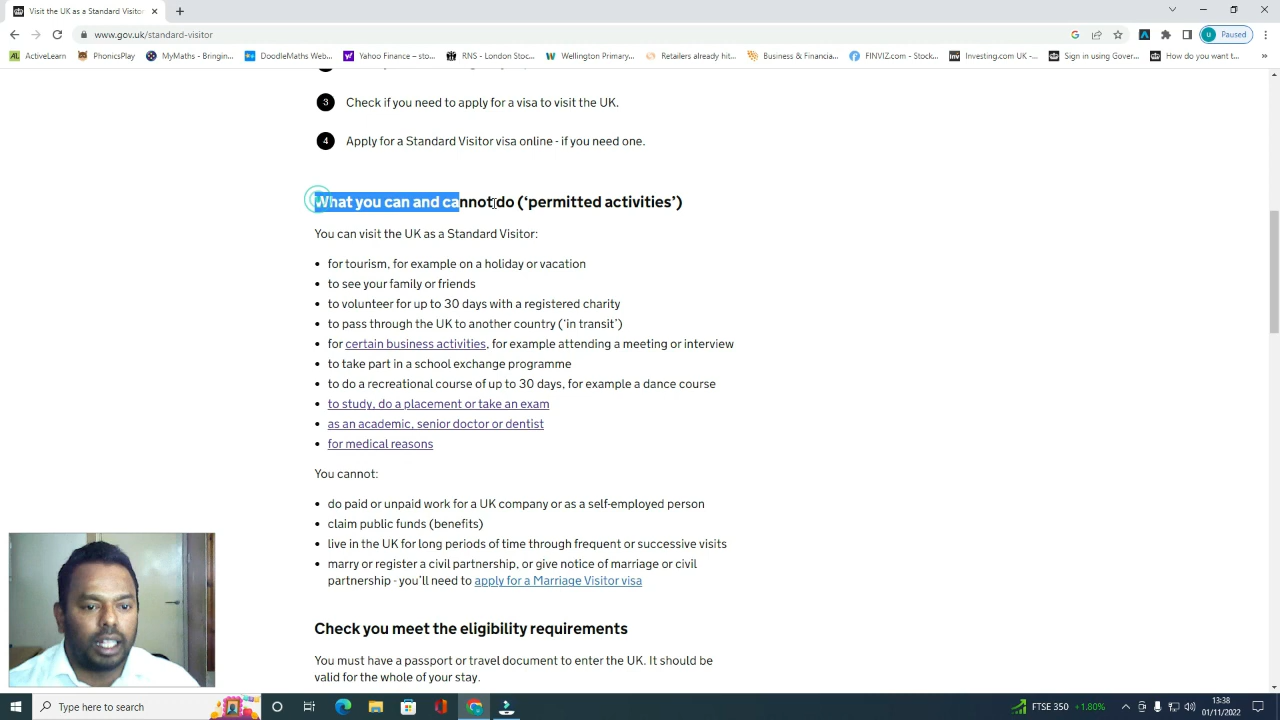 Visit the UK as a Standard Visitor
www.gov.uk/standard-visitor
Paused
ActiveLearn
PhonicsPlay
MyMaths - Bringin...
DoodleMaths Web...
Yahoo Finance – sto...
RNS - London Stoc...
Wellington Primary...
Retailers already hit...
Business & Financia...
FINVIZ.com - Stock...
Investing.com UK -...
Sign in using Gover...
How do you want t...
3 Check if you need to apply for a visa to visit the UK.
4 Apply for a Standard Visitor visa online - if you need one.
What you can and cannot do (‘permitted activities’)
You can visit the UK as a Standard Visitor:
for tourism, for example on a holiday or vacation
to see your family or friends
to volunteer for up to 30 days with a registered charity
to pass through the UK to another country (‘in transit’)
for certain business activities, for example attending a meeting or interview
to take part in a school exchange programme
to do a recreational course of up to 30 days, for example a dance course
to study, do a placement or take an exam
as an academic, senior doctor or dentist
for medical reasons
You cannot:
do paid or unpaid work for a UK company or as a self-employed person
claim public funds (benefits)
live in the UK for long periods of time through frequent or successive visits
marry or register a civil partnership, or give notice of marriage or civil
partnership - you’ll need to apply for a Marriage Visitor visa
Check you meet the eligibility requirements
You must have a passport or travel document to enter the UK. It should be
valid for the whole of your stay.
Type here to search
FTSE 350 +1.80%
13:38
01/11/2022